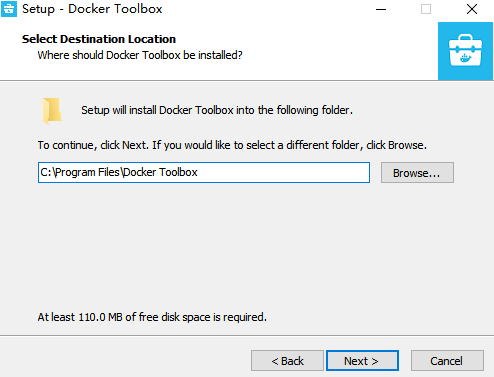 Setup - Docker Toolbox
Select Destination Location
Where should Docker Toolbox be installed?
Setup will install Docker Toolbox into the following folder.
To continue, click Next. If you would like to select a different folder, click Browse.
C:\Program Files\Docker Toolbox
Browse...
At least 110.0 MB of free disk space is required.
< Back
Next >
Cancel